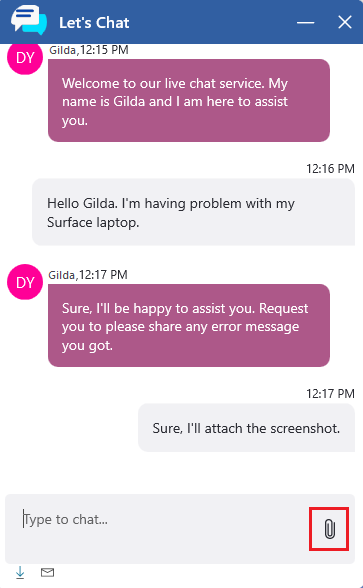 Let's Chat
DY
Gilda,12:15 PM
Welcome to our live chat service. My
name is Gilda and I am here to assist
you.
12:16 PM
Hello Gilda. I'm having problem with my
Surface laptop.
DY
Gilda,12:17 PM
Sure, I'll be happy to assist you. Request
you to please share any error message
you got.
12:17 PM
Sure, I'll attach the screenshot.
Type to chat...